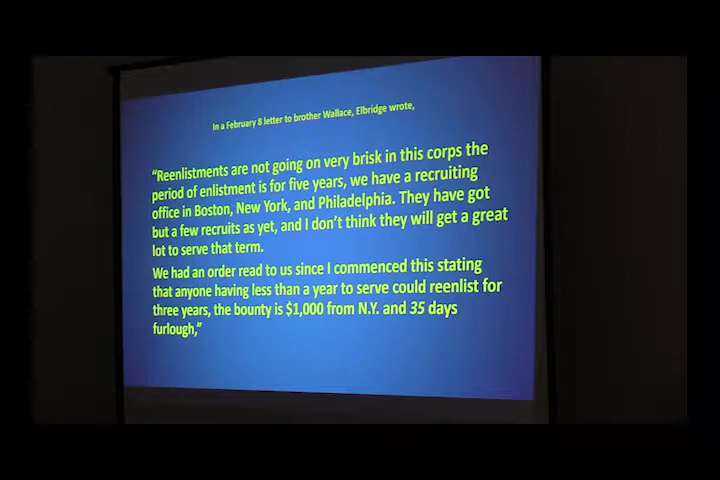 In a February 8 letter to brother Wallace, Elbridge wrote,
“Reenlistments are not going on very brisk in this corps the
period of enlistment is for five years, we have a recruiting
office in Boston, New York, and Philadelphia. They have got
but a few recruits as yet, and I don’t think they will get a great
lot to serve that term.
We had an order read to us since I commenced this stating
that anyone having less than a year to serve could reenlist for
three years, the bounty is $1,000 from N.Y. and 35 days
furlough,”